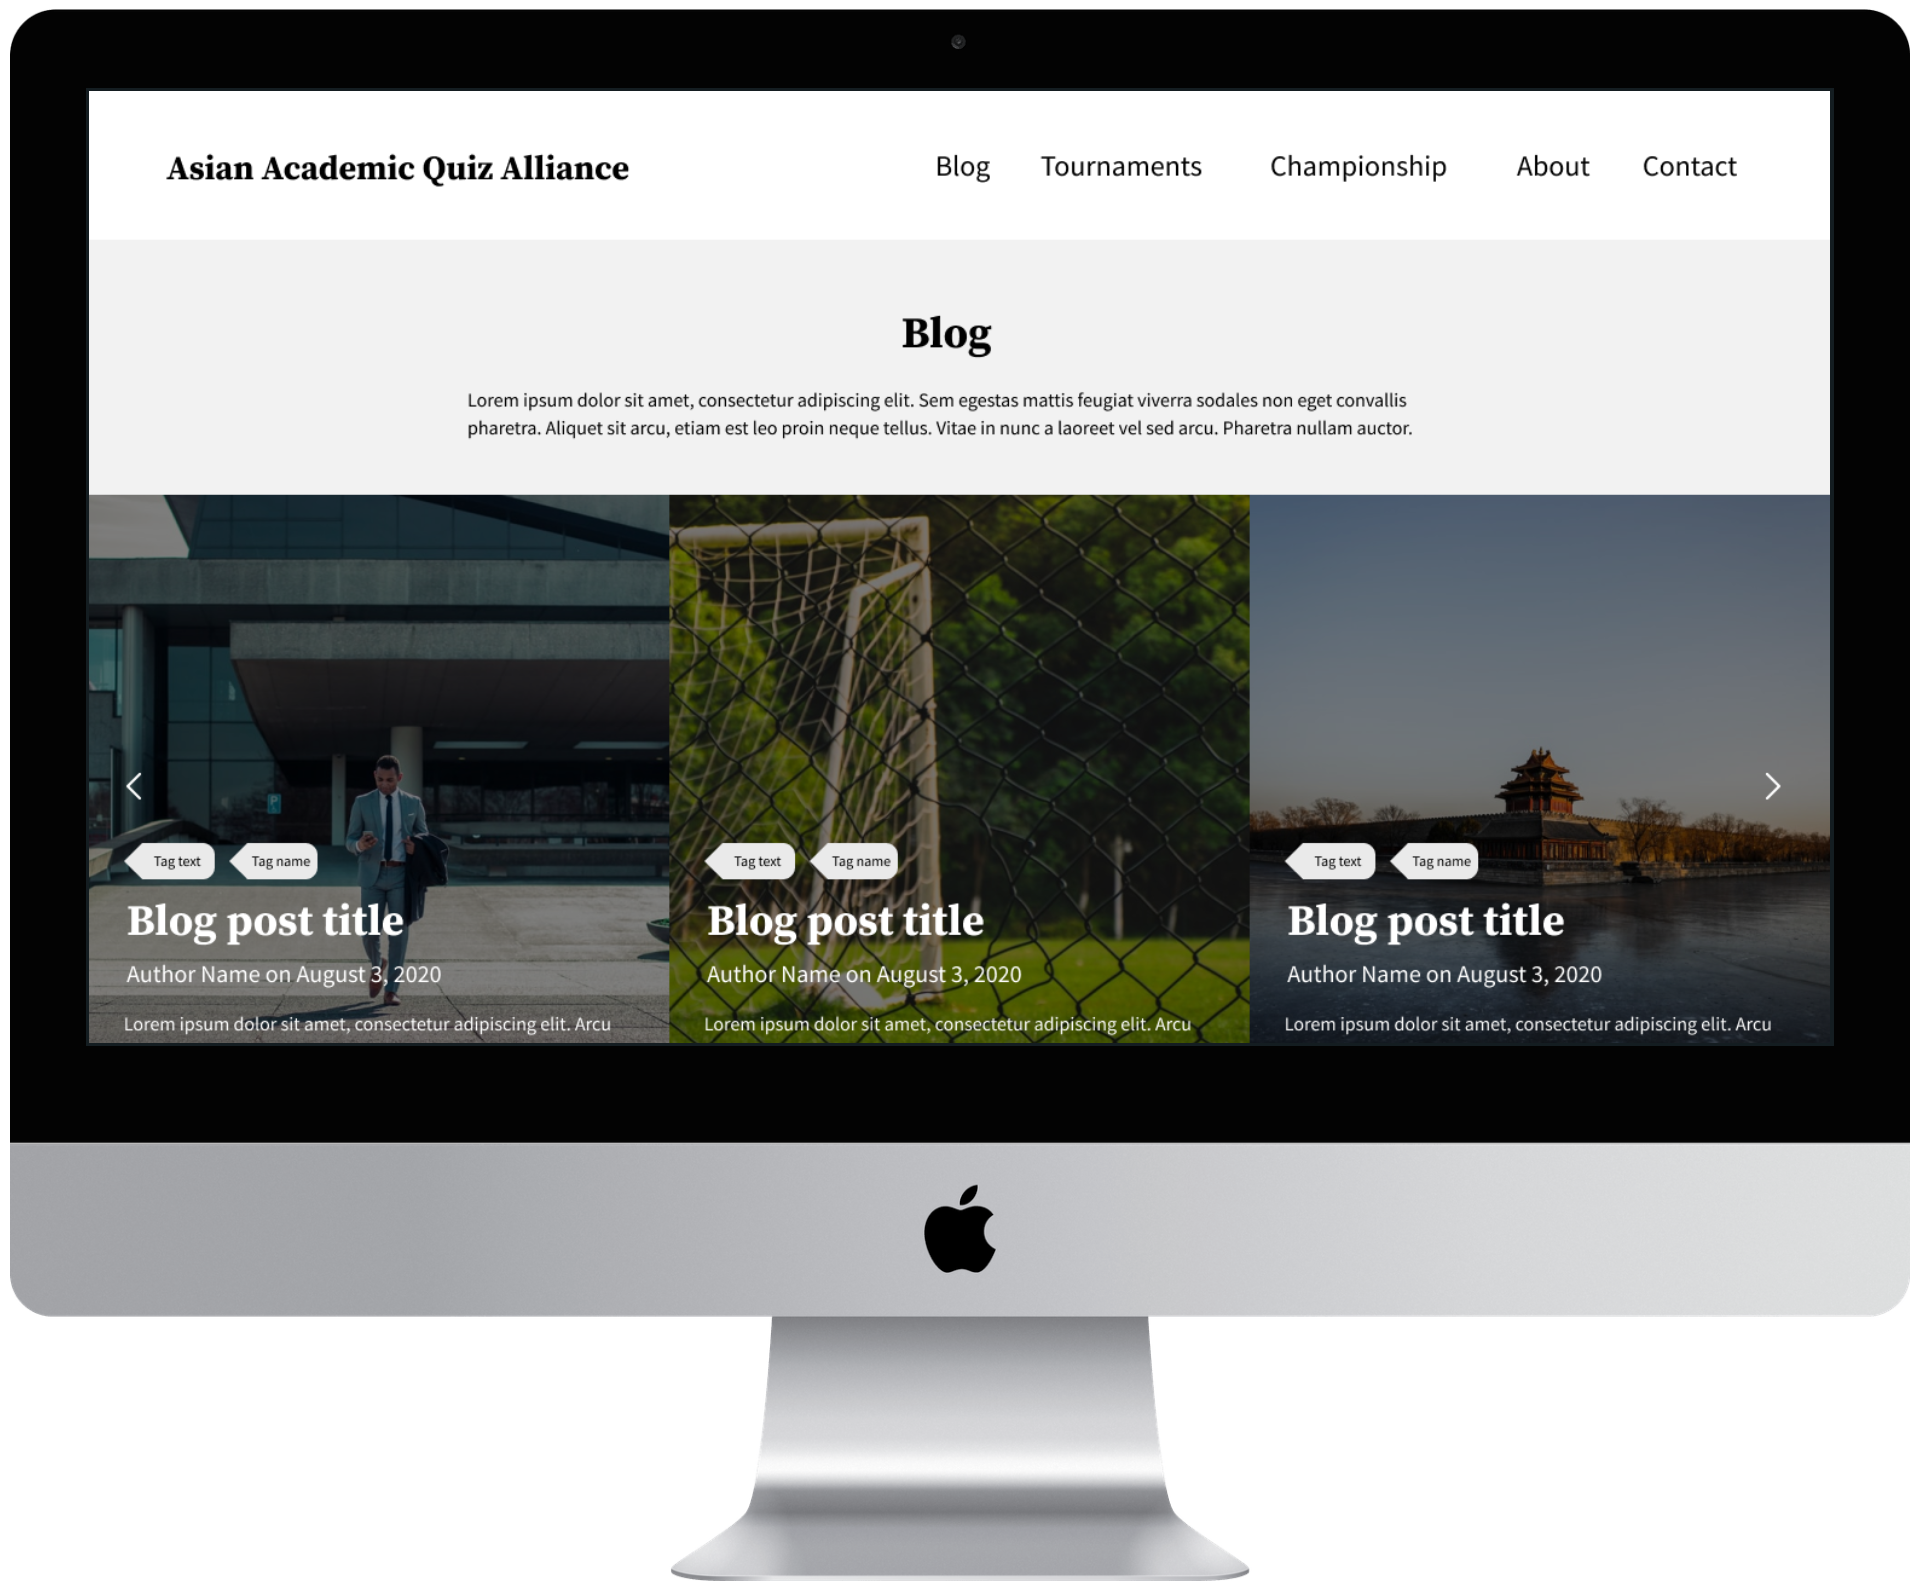 Asian Academic Quiz Alliance
Blog Tournaments Championship About Contact
Blog
Lorem ipsum dolor sit amet, consectetur adipiscing elit. Sem egestas mattis feugiat viverra sodales non eget convallis
pharetra. Aliquet sit arcu, etiam est leo proin neque tellus. Vitae in nunc a laoreet vel sed arcu. Pharetra nullam auctor.
P
Tag text Tag name
Blog post title
Author Name on August 3, 2020
Lorem ipsum dolor sit amet, consectetur adipiscing elit. Arcu
Tag text Tag name
Blog post title
Author Name on August 3, 2020
Lorem ipsum dolor sit amet, consectetur adipiscing elit. Arcu
Tag text Tag name
Blog post title
Author Name on August 3, 2020
Lorem ipsum dolor sit amet, consectetur adipiscing elit. Arcu